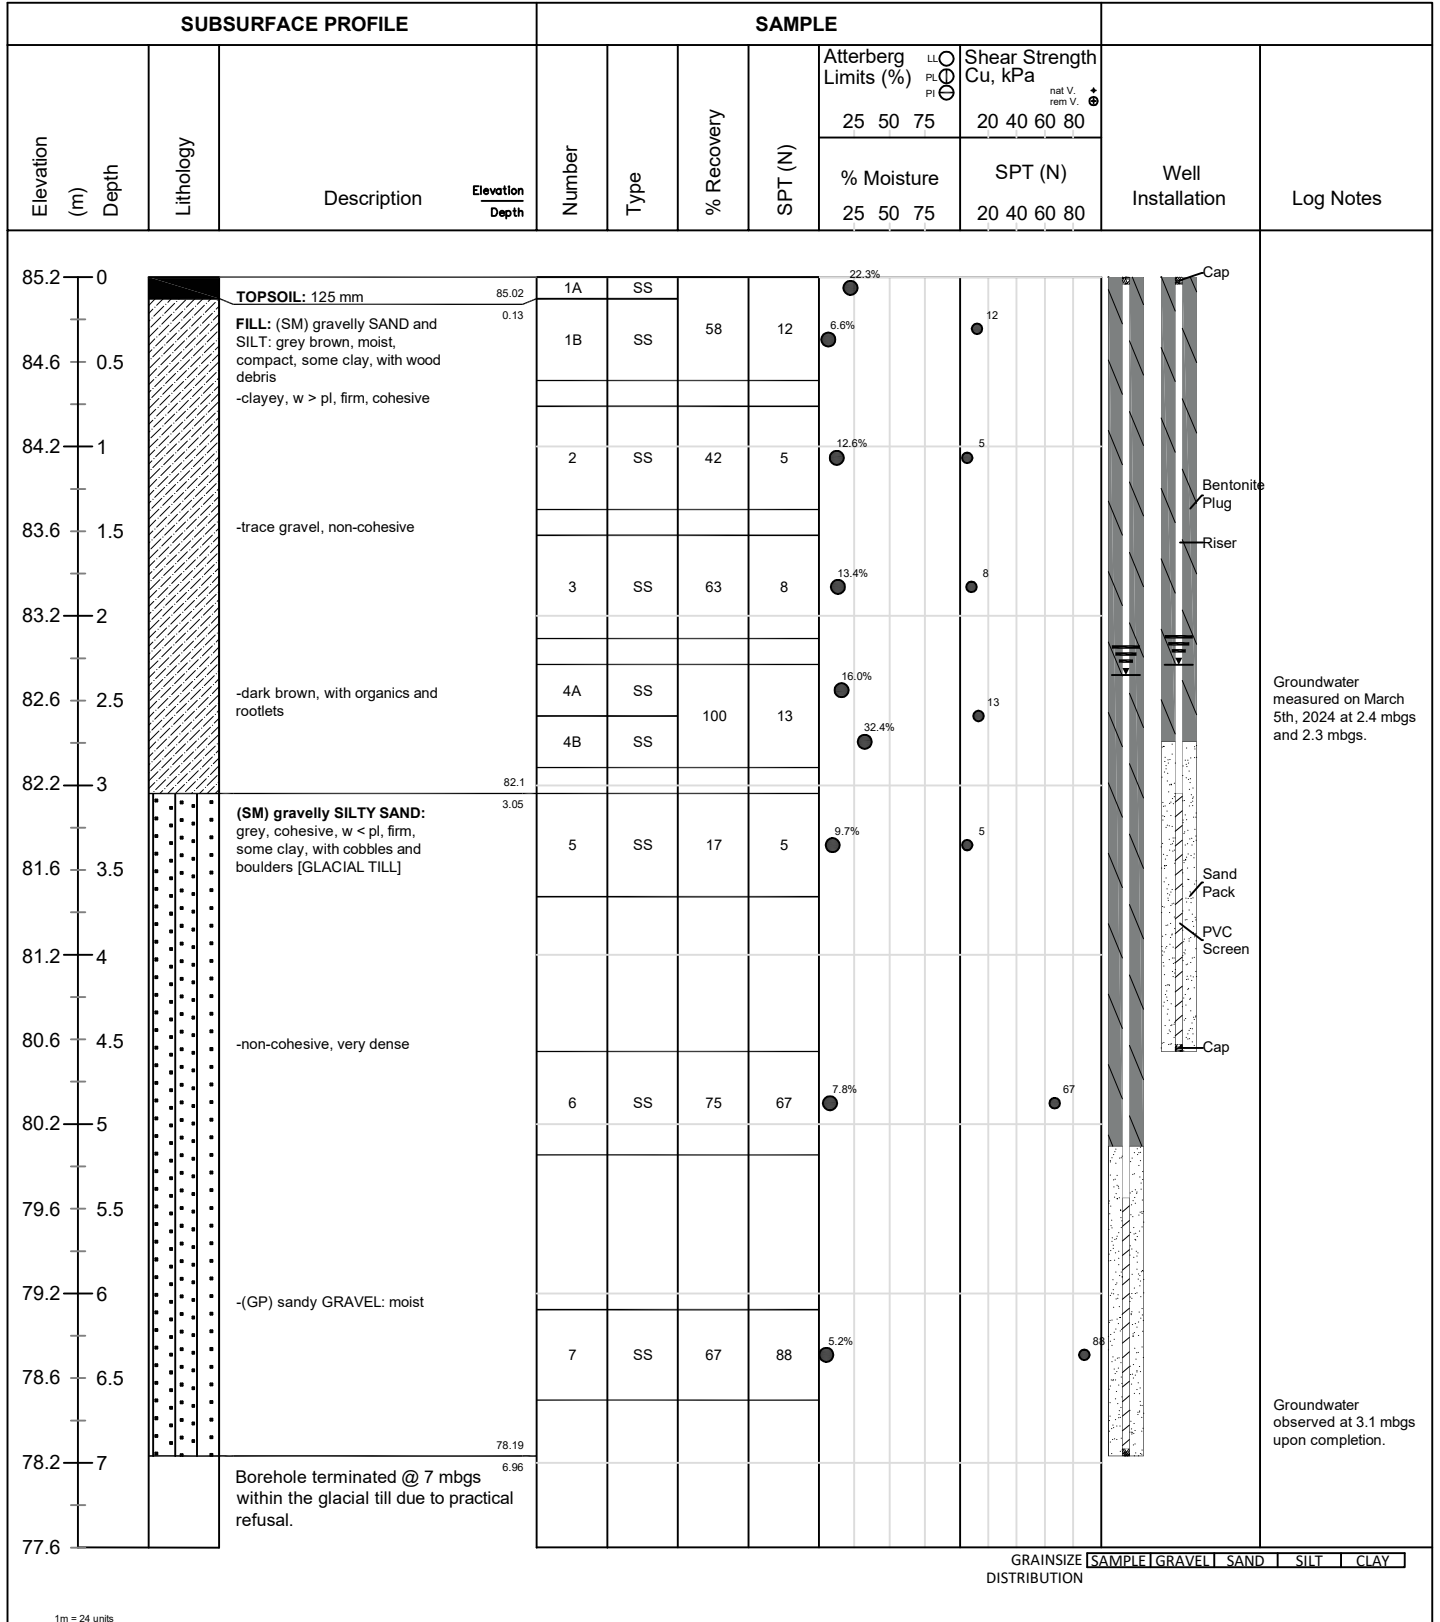 SUBSURFACE PROFILE
SAMPLE
Elevation
(m)
Depth
Lithology
Description
Elevation
Depth
Number
Type
% Recovery
SPT (N)
Atterberg
Limits (%)
LL
PL
PI
25 50 75
% Moisture
25 50 75
Shear Strength
Cu, kPa
nat V.
rem V.
20 40 60 80
SPT (N)
20 40 60 80
Well
Installation
Log Notes
85.2 0
84.6 0.5
84.2 1
83.6 1.5
83.2 2
82.6 2.5
82.2 3
81.6 3.5
81.2 4
80.6 4.5
80.2 5
79.6 5.5
79.2 6
78.6 6.5
78.2 7
77.6
TOPSOIL: 125 mm
85.02
0.13
FILL: (SM) gravelly SAND and
SILT: grey brown, moist,
compact, some clay, with wood
debris
-clayey, w > pl, firm, cohesive
-trace gravel, non-cohesive
-dark brown, with organics and
rootlets
82.1
3.05
(SM) gravelly SILTY SAND:
grey, cohesive, w < pl, firm,
some clay, with cobbles and
boulders [GLACIAL TILL]
-non-cohesive, very dense
-(GP) sandy GRAVEL: moist
78.19
6.96
Borehole terminated @ 7 mbgs
within the glacial till due to practical
refusal.
1A SS
1B SS 58 12
2 SS 42 5
3 SS 63 8
4A SS
100 13
4B SS
5 SS 17 5
6 SS 75 67
7 SS 67 88
22.3%
6.6%
12.6%
13.4%
16.0%
32.4%
9.7%
7.8%
5.2%
12
5
8
13
5
67
88
Cap
Bentonite
Plug
Riser
Sand
Pack
PVC
Screen
Cap
Groundwater
measured on March
5th, 2024 at 2.4 mbgs
and 2.3 mbgs.
Groundwater
observed at 3.1 mbgs
upon completion.
GRAINSIZE
DISTRIBUTION
SAMPLE GRAVEL SAND SILT CLAY
1m = 24 units